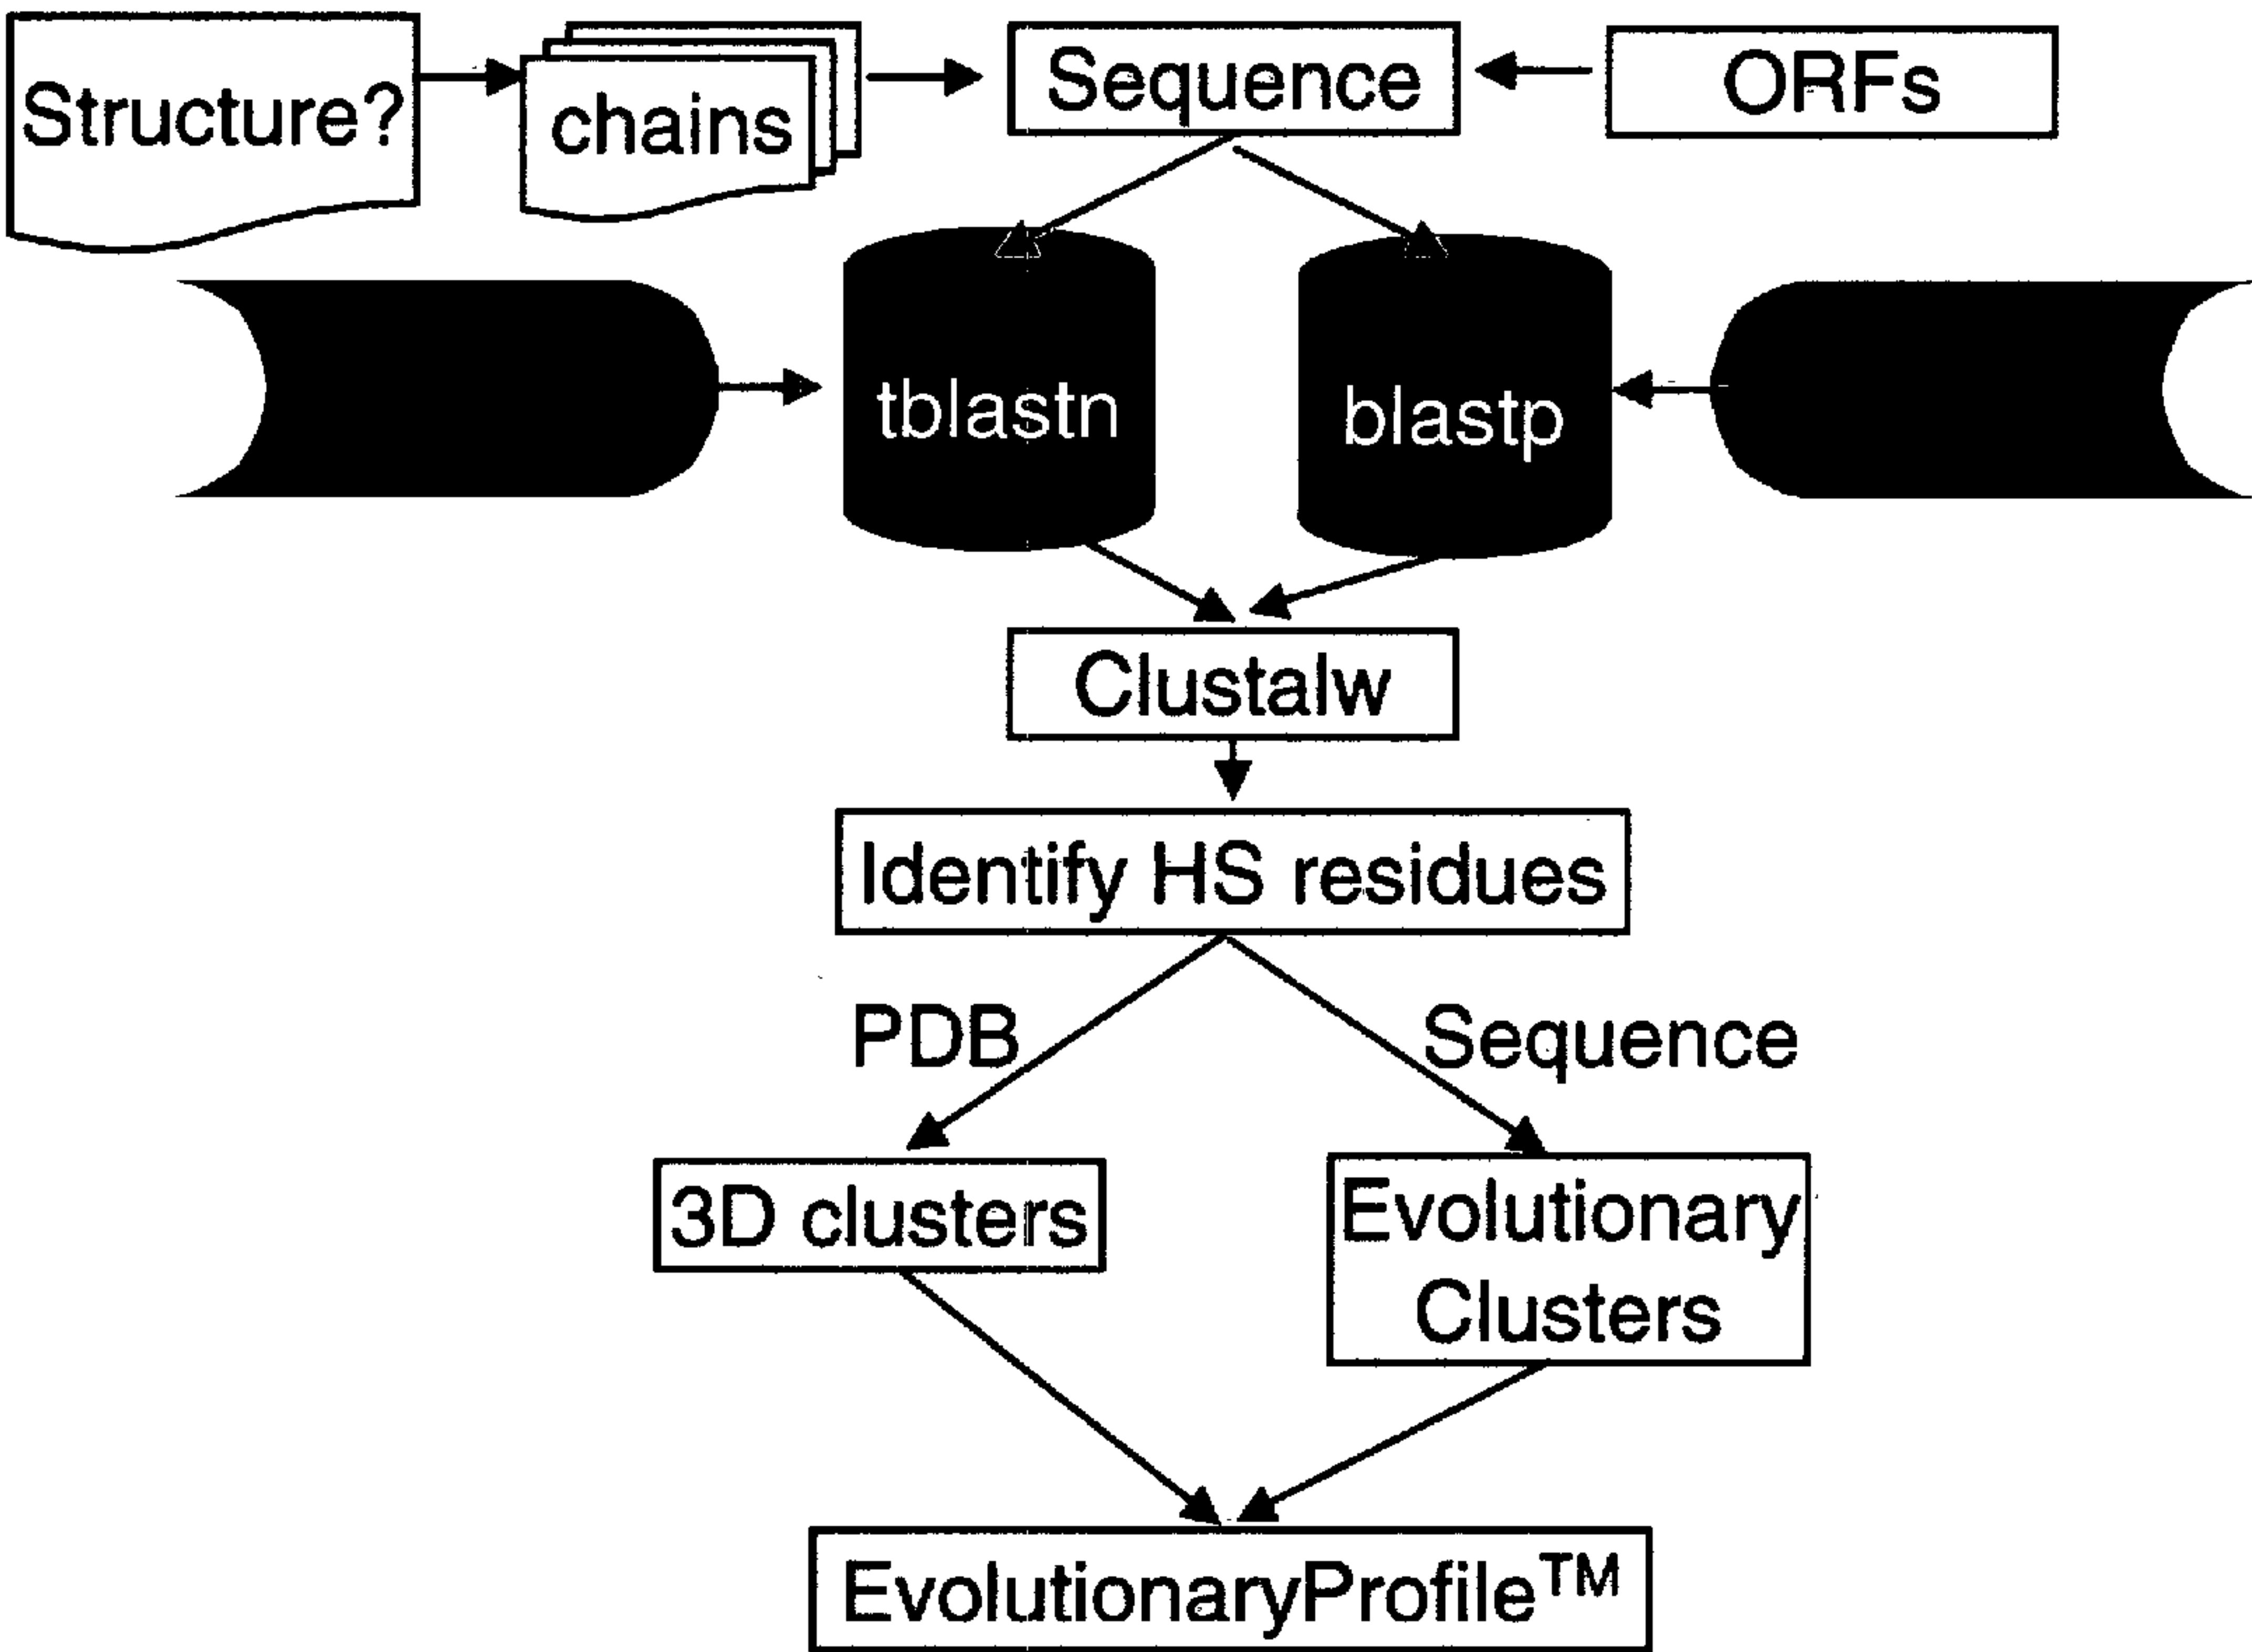 Structure?
chains
Sequence
ORFs
tblastn
blastp
Clustalw
Identify HS residues
PDB
Sequence
3D clusters
Evolutionary
Clusters
EvolutionaryProfile™